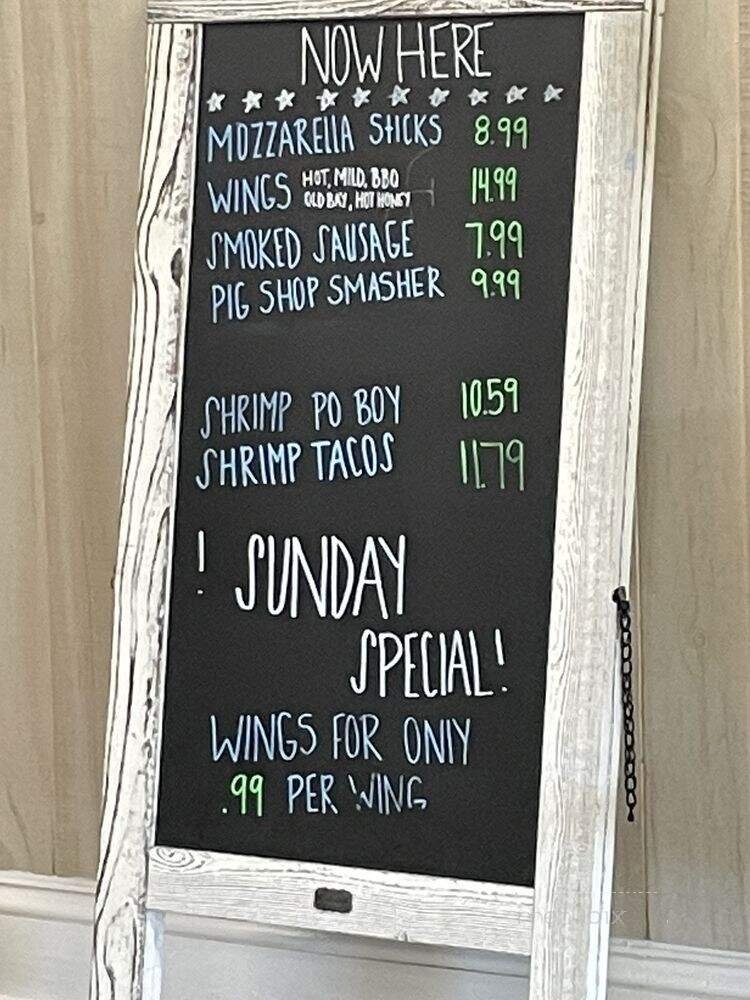 NOW HERE
MOZZARELLA STICKS 8.99
WINGS HOT, MILD, BBQ 14.99
OLD BAY, HOT HONEY
SMOKED SAUSAGE 7.99
PIG SHOP SMASHER 9.99
SHRIMP PO BOY 10.59
SHRIMP TACOS 11.79
! SUNDAY
SPECIAL!
WINGS FOR ONLY
.99 PER WING